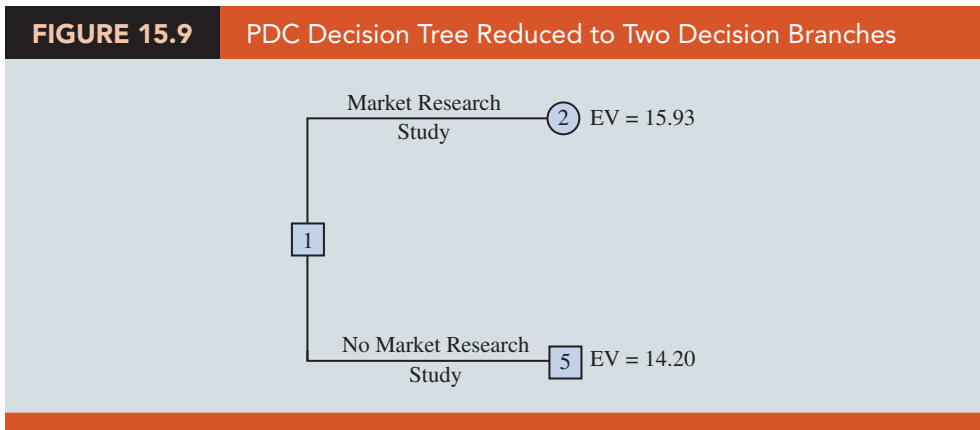 FIGURE 15.9 PDC Decision Tree Reduced to Two Decision Branches
Market Research
Study
2 EV = 15.93
1
No Market Research
Study
5 EV = 14.20